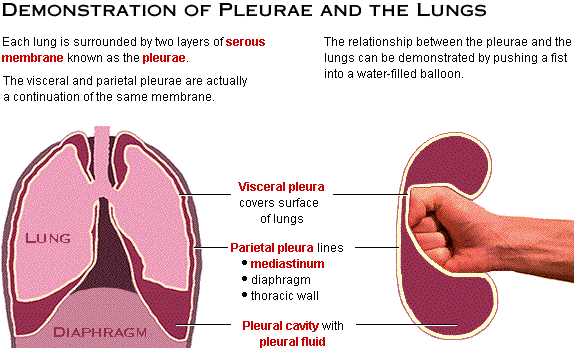 DEMONSTRATION OF PLEURAE AND THE LUNGS
Each lung is surrounded by two layers of serous
membrane known as the pleurae.
The visceral and parietal pleurae are actually
a continuation of the same membrane.
The relationship between the pleurae and the
lungs can be demonstrated by pushing a fist
into a water-filled balloon.
Visceral pleura
covers surface
of lungs
LUNG
Parietal pleura lines
• mediastinum
• diaphragm
• thoracic wall
Pleural cavity with
pleural fluid
DIAPHRAGM